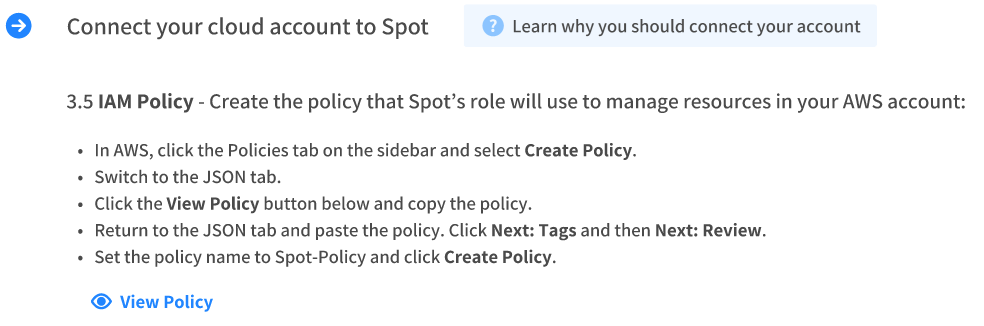 Connect your cloud account to Spot
? Learn why you should connect your account
3.5 IAM Policy - Create the policy that Spot’s role will use to manage resources in your AWS account:
• In AWS, click the Policies tab on the sidebar and select Create Policy.
• Switch to the JSON tab.
• Click the View Policy button below and copy the policy.
• Return to the JSON tab and paste the policy. Click Next: Tags and then Next: Review.
• Set the policy name to Spot-Policy and click Create Policy.
View Policy